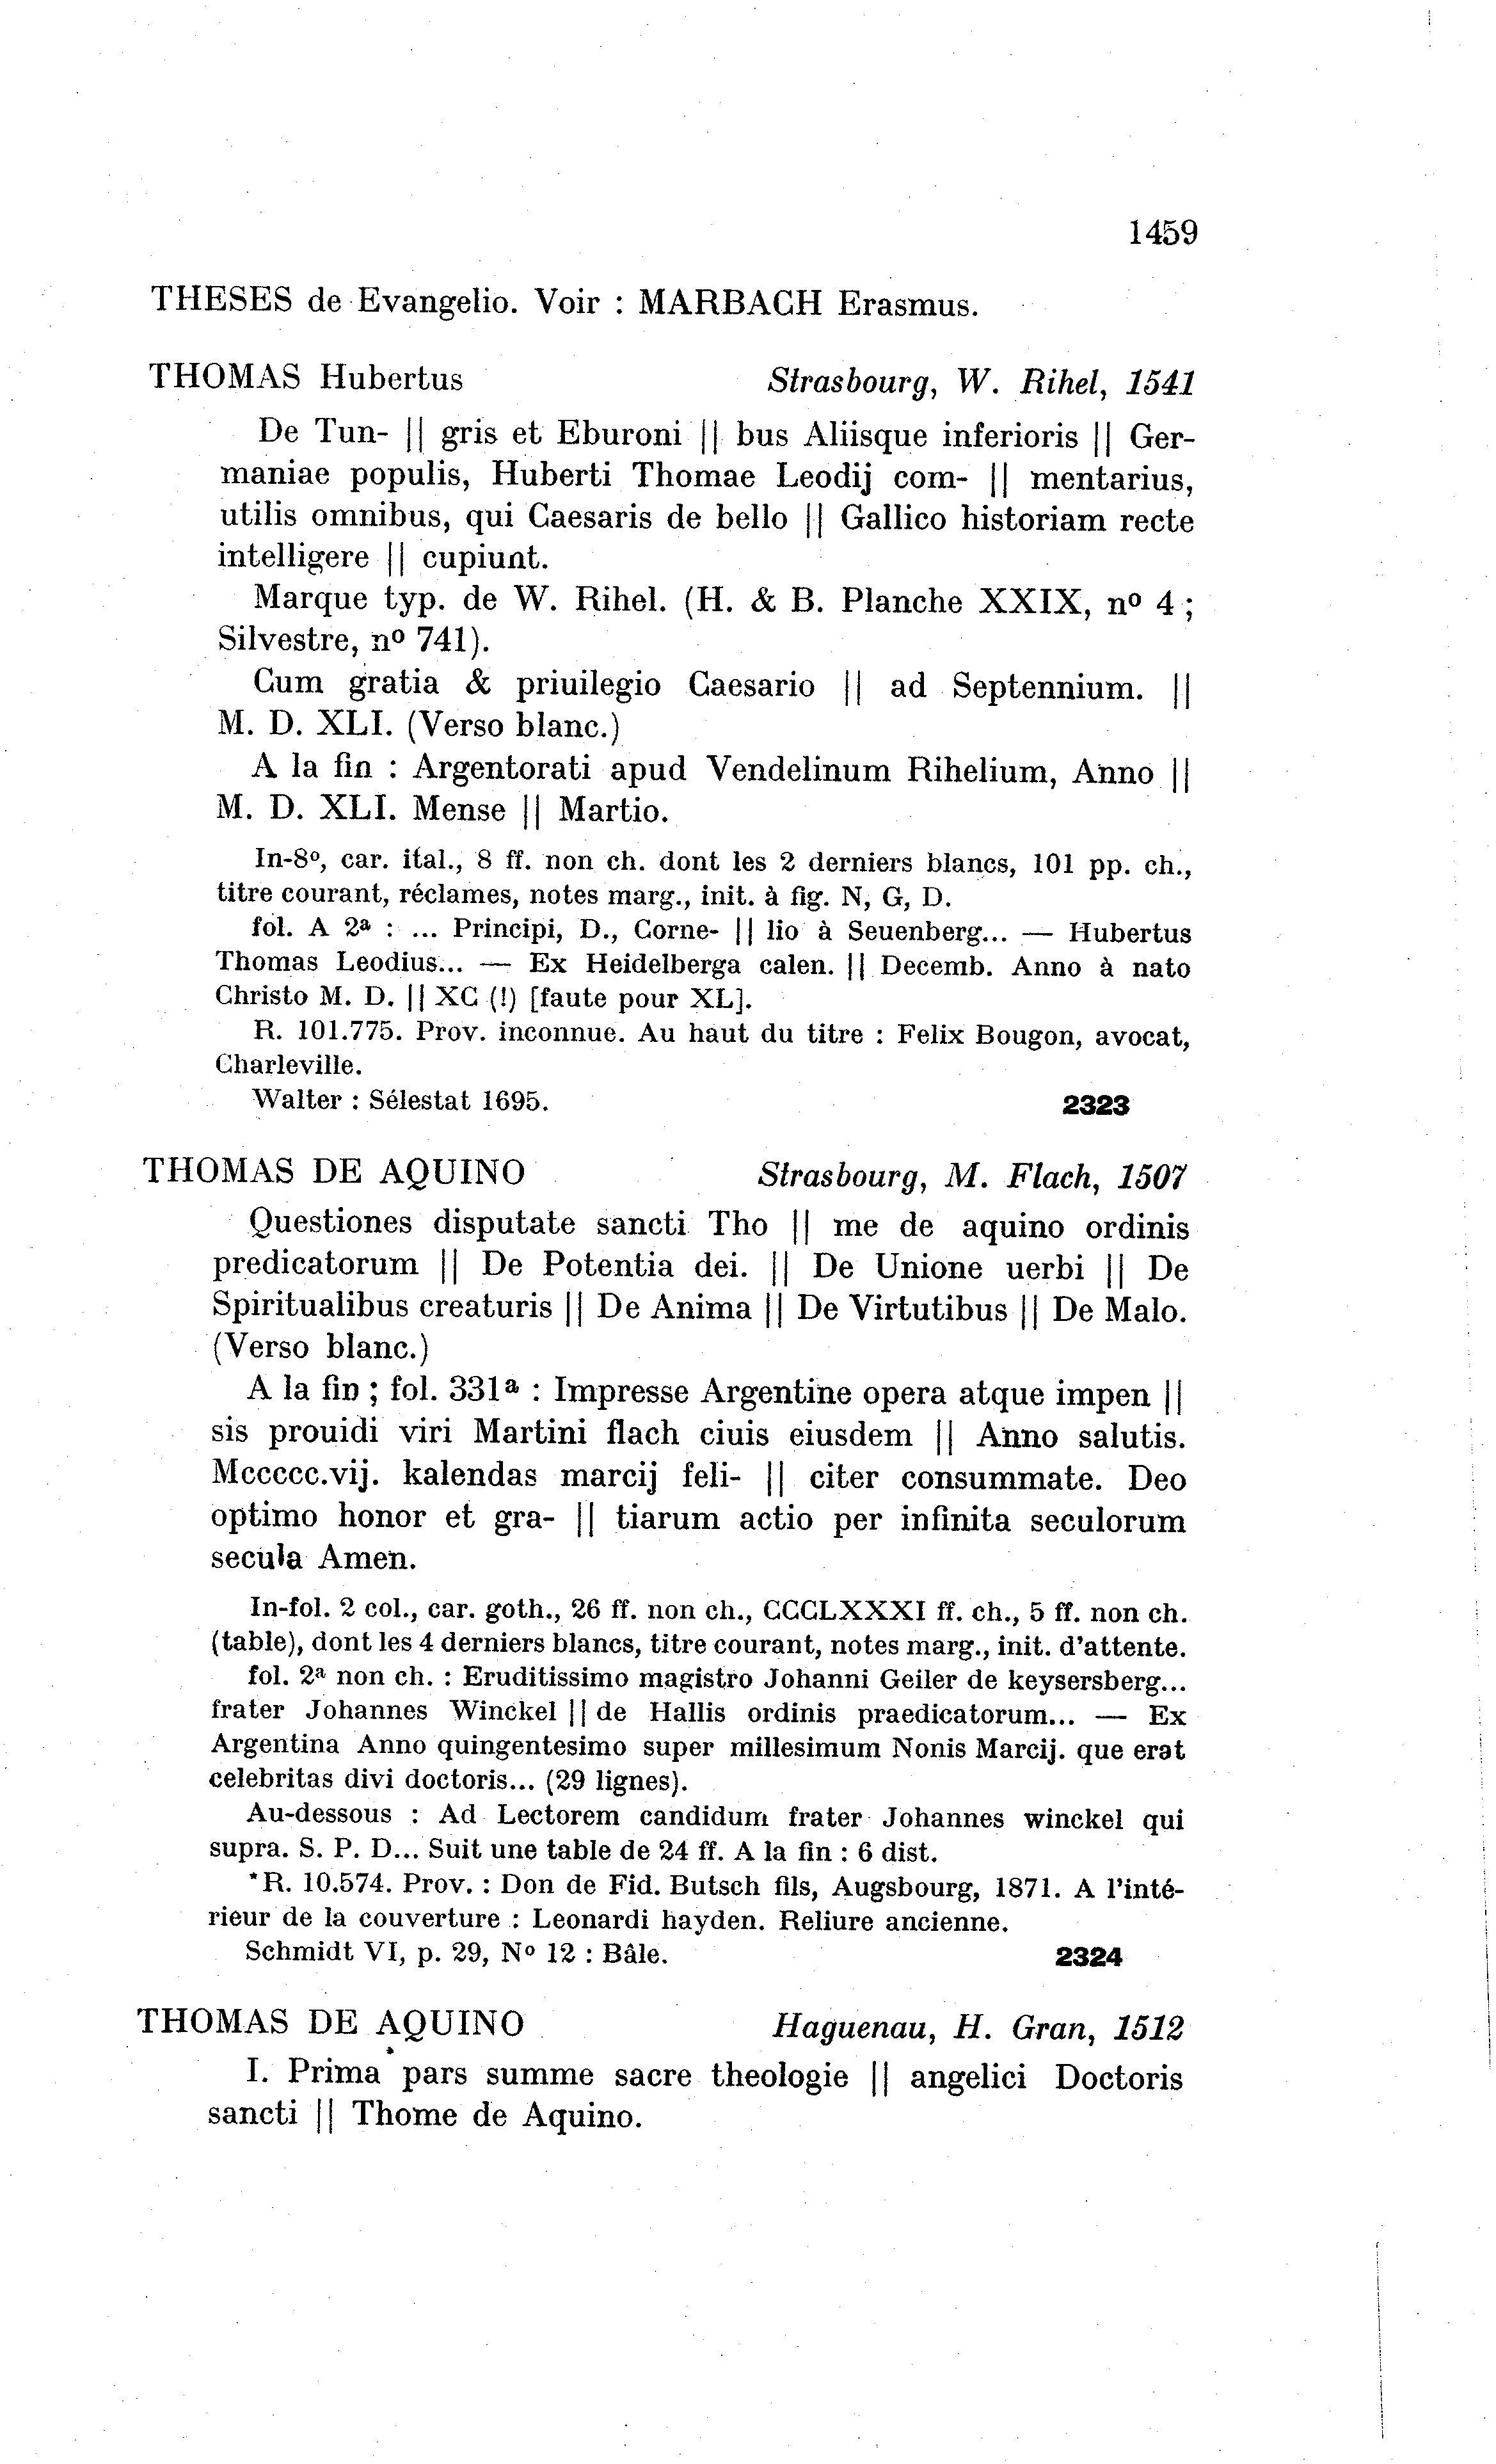 1459
THESES de Evangelio. Voir : MARBACH Erasmus.
THOMAS Hubertus Strasbourg, W. Rihel, 1541
De Tun- || gris et Eburoni || bus Aliisque inferioris || Ger-
maniae populis, Huberti Thomae Leodij com- || mentarius,
utilis omnibus, qui Caesaris de bello || Gallico historiam recte
intelligere || cupiunt.
Marque typ. de W. Rihel. (H. & B. Planche XXIX, nº 4 ;
Silvestre, nº 741).
Cum gratia & priuilegio Caesario || ad Septennium. ||
M. D. XLI. (Verso blanc.)
A la fin : Argentorati apud Vendelinum Rihelium, Anno ||
M. D. XLI. Mense || Martio.
In-8º, car. ital., 8 ff. non ch. dont les 2 derniers blancs, 101 pp. ch.,
titre courant, réclames, notes marg., init. à fig. N, G, D.
fol. A 2ª : ... Principi, D., Corne- || lio à Seuenberg... — Hubertus
Thomas Leodius... — Ex Heidelberga calen. || Decemb. Anno à nato
Christo M. D. || XC (!) [faute pour XL].
R. 101.775. Prov. inconnue. Au haut du titre : Felix Bougon, avocat,
Charleville.
Walter : Sélestat 1695. 2323
THOMAS DE AQUINO Strasbourg, M. Flach, 1507
Questiones disputate sancti Tho || me de aquino ordinis
predicatorum || De Potentia dei. || De Unione uerbi || De
Spiritualibus creaturis || De Anima || De Virtutibus || De Malo.
(Verso blanc.)
A la fin ; fol. 331ª : Impresse Argentine opera atque impen ||
sis prouidi viri Martini flach ciuis eiusdem || Anno salutis.
Mccccc.vij. kalendas marcij feli- || citer consummate. Deo
optimo honor et gra- || tiarum actio per infinita seculorum
secula Amen.
In-fol. 2 col., car. goth., 26 ff. non ch., CCCLXXXI ff. ch., 5 ff. non ch.
(table), dont les 4 derniers blancs, titre courant, notes marg., init. d'attente.
fol. 2ª non ch. : Eruditissimo magistro Johanni Geiler de keysersberg...
frater Johannes Winckel || de Hallis ordinis praedicatorum... — Ex
Argentina Anno quingentesimo super millesimum Nonis Marcij. que erat
celebritas divi doctoris... (29 lignes).
Au-dessous : Ad Lectorem candidum frater Johannes winckel qui
supra. S. P. D... Suit une table de 24 ff. A la fin : 6 dist.
*R. 10.574. Prov. : Don de Fid. Butsch fils, Augsbourg, 1871. A l'inté-
rieur de la couverture : Leonardi hayden. Reliure ancienne.
Schmidt VI, p. 29, Nº 12 : Bâle. 2324
THOMAS DE AQUINO Haguenau, H. Gran, 1512
I. Prima pars summe sacre theologie || angelici Doctoris
sancti || Thome de Aquino.